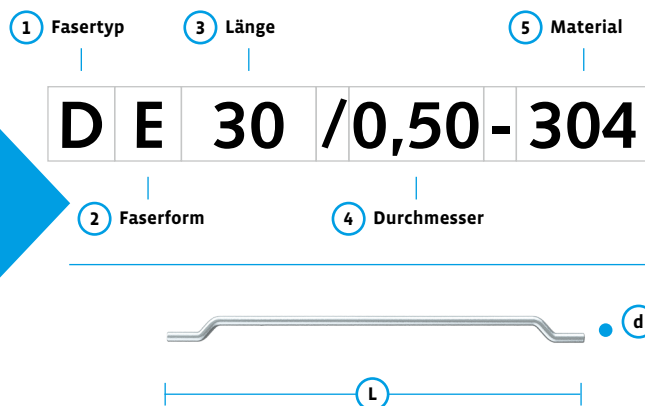 1 Fasertyp
3 Länge
5 Material
D E 30 /0,50 - 304
2 Faserform
4 Durchmesser
d
L